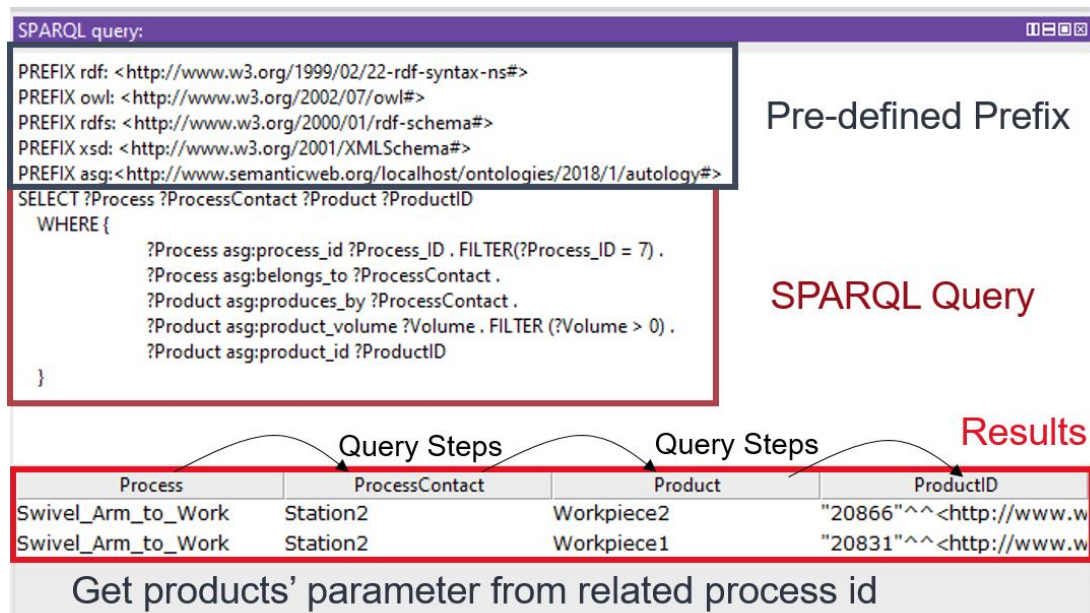 SPARQL query:
PREFIX rdf: <http://www.w3.org/1999/02/22-rdf-syntax-ns#>
PREFIX owl: <http://www.w3.org/2002/07/owl#>
PREFIX rdfs: <http://www.w3.org/2000/01/rdf-schema#>
PREFIX xsd: <http://www.w3.org/2001/XMLSchema#>
PREFIX asg:<http://www.semanticweb.org/localhost/ontologies/2018/1/autology#>
Pre-defined Prefix
SELECT ?Process ?ProcessContact ?Product ?ProductID
WHERE {
?Process asg:process_id ?Process_ID . FILTER(?Process_ID = 7) .
?Process asg:belongs_to ?ProcessContact .
?Product asg:produces_by ?ProcessContact .
?Product asg:product_volume ?Volume . FILTER (?Volume > 0) .
?Product asg:product_id ?ProductID
}
SPARQL Query
Query Steps Query Steps Results
Process ProcessContact Product ProductID
Swivel_Arm_to_Work Station2 Workpiece2 "20866"^^<http://www.w
Swivel_Arm_to_Work Station2 Workpiece1 "20831"^^<http://www.w
Get products’ parameter from related process id